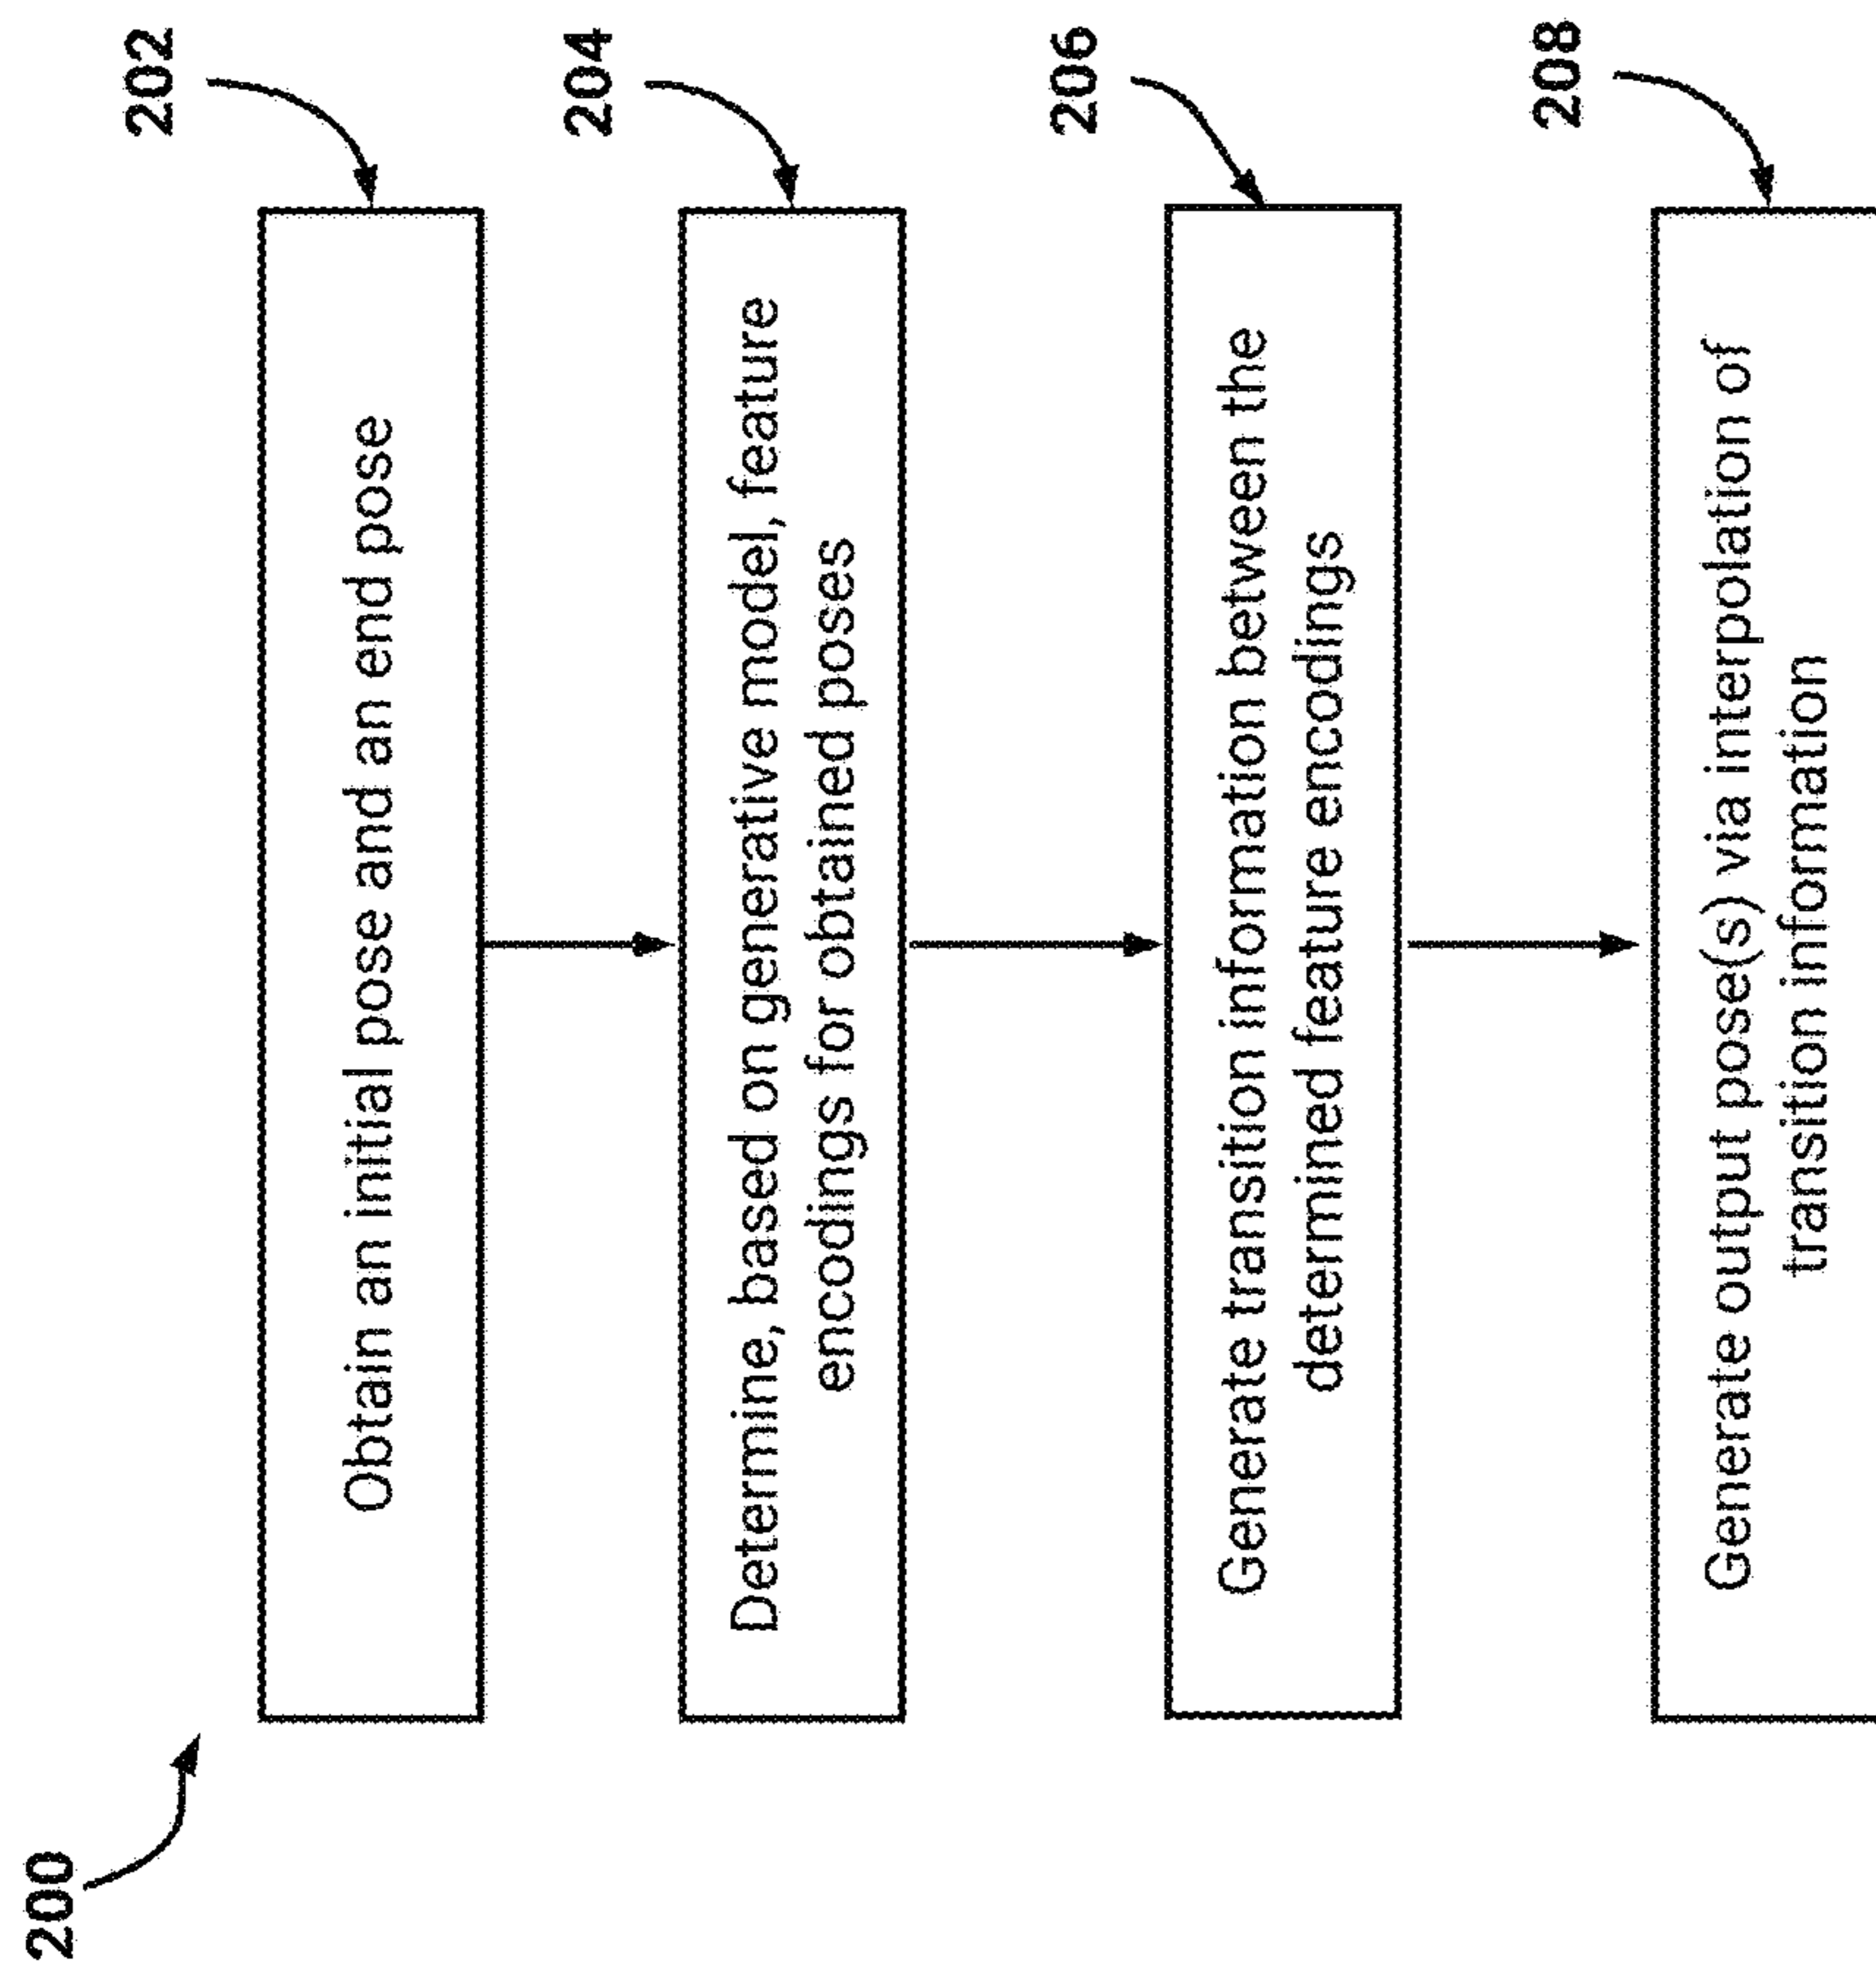 200
202
Obtain an initial pose and an end pose
204
Determine, based on generative model, feature
encodings for obtained poses
206
Generate transition information between the
determined feature encodings
208
Generate output pose(s) via interpolation of
transition information